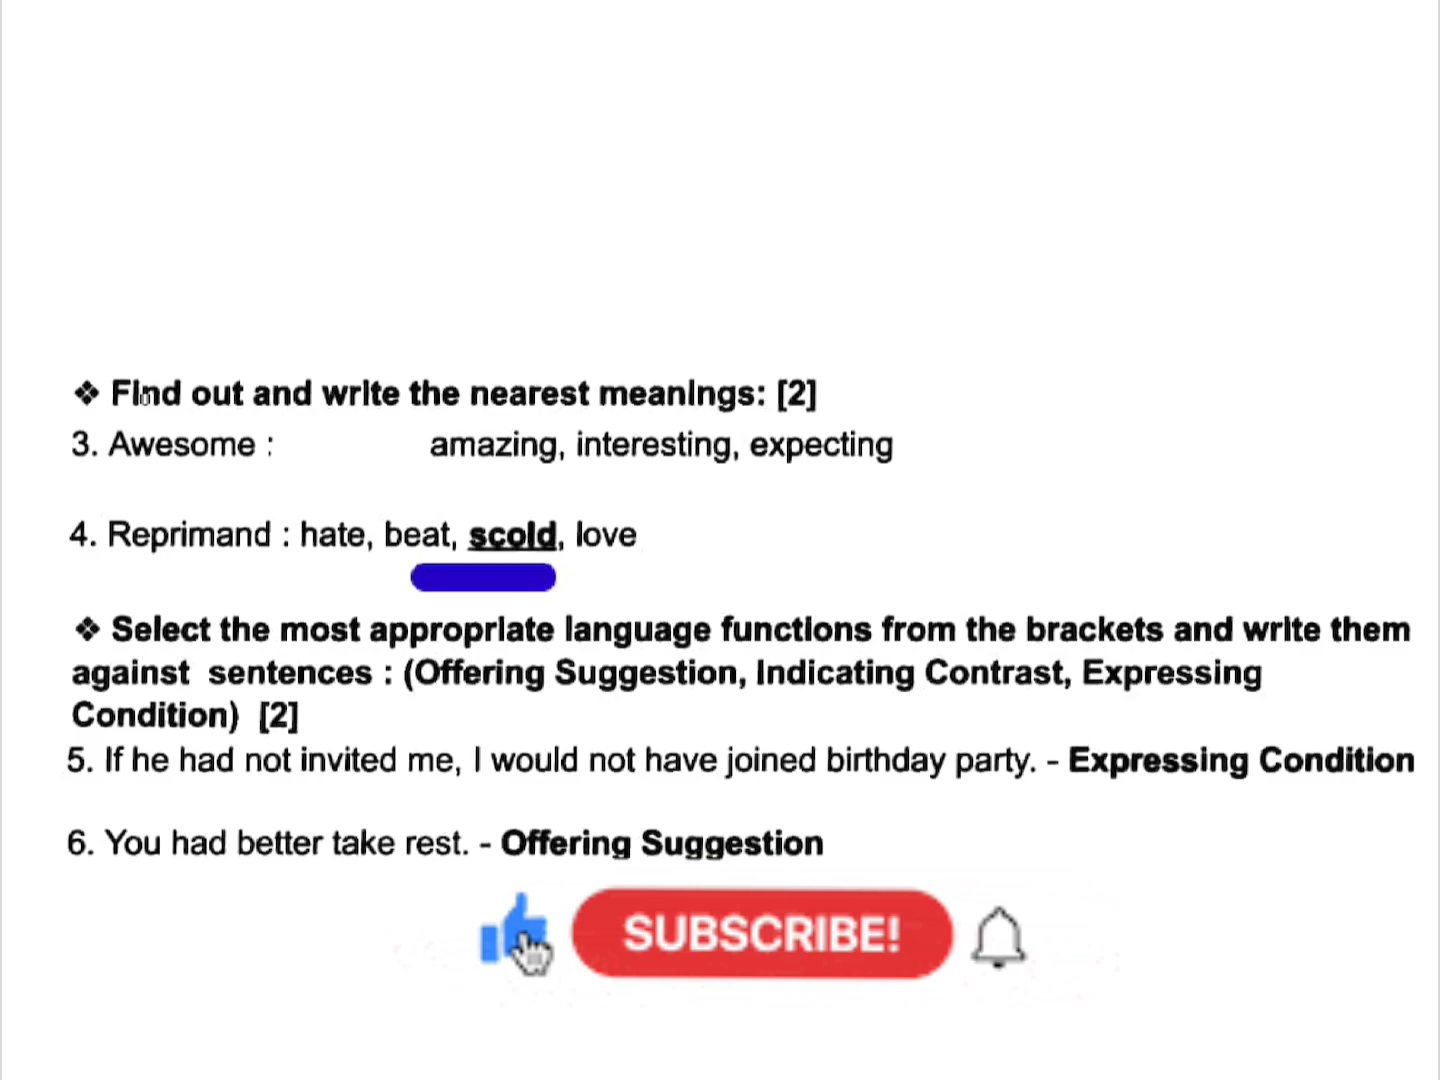 ❖ Find out and write the nearest meanings: [2]
3. Awesome : amazing, interesting, expecting
4. Reprimand : hate, beat, scold, love
❖ Select the most appropriate language functions from the brackets and write them
against sentences : (Offering Suggestion, Indicating Contrast, Expressing
Condition) [2]
5. If he had not invited me, I would not have joined birthday party. - Expressing Condition
6. You had better take rest. - Offering Suggestion
SUBSCRIBE!